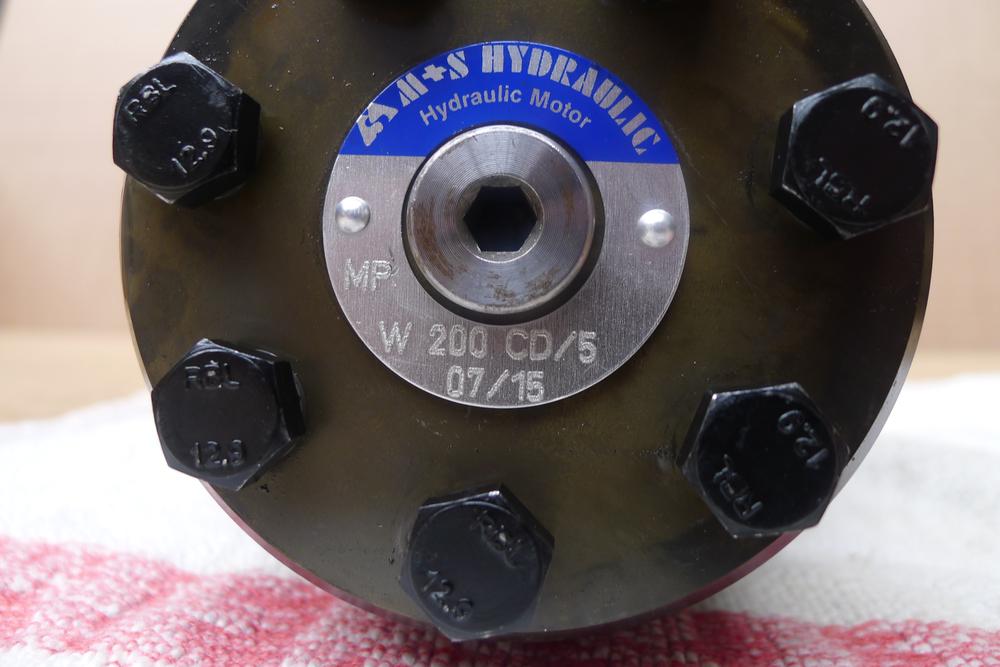 M+S HYDRAULIC
Hydraulic Motor
MP
W 200 CD/5
07/15
RBL
12.9
12.9
RBL
RBL
12.9
12.9
RBL
RBL
12.9